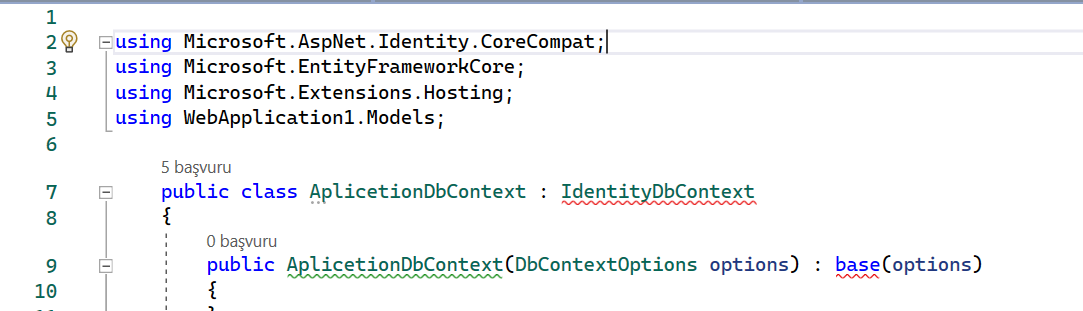 1
2 using Microsoft.AspNet.Identity.CoreCompat;
3 using Microsoft.EntityFrameworkCore;
4 using Microsoft.Extensions.Hosting;
5 using WebApplication1.Models;
6
5 başvuru
7 public class AplicetionDbContext : IdentityDbContext
8 {
0 başvuru
9 public AplicetionDbContext(DbContextOptions options) : base(options)
10 {